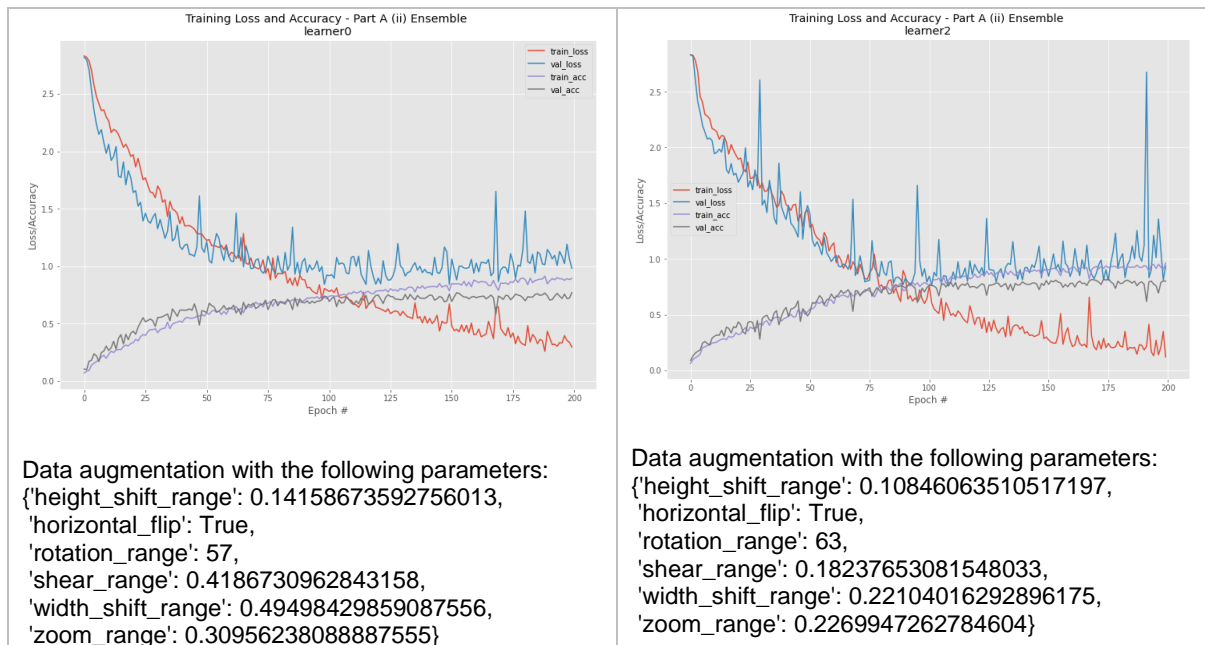 Training Loss and Accuracy - Part A (ii) Ensemble
learner0
train_loss
val_loss
train_acc
val_acc
2.5
2.0
1.5
1.0
0.5
0.0
Loss/Accuracy
0
25
50
75
100
125
150
175
200
Epoch #
Data augmentation with the following parameters:
{'height_shift_range': 0.14158673592756013,
'horizontal_flip': True,
'rotation_range': 57,
'shear_range': 0.4186730962843158,
'width_shift_range': 0.49498429859087556,
'zoom_range': 0.30956238088887555}
Training Loss and Accuracy - Part A (ii) Ensemble
learner2
2.5
2.0
1.5
1.0
0.5
0.0
Loss/Accuracy
train_loss
val_loss
train_acc
val_acc
0
25
50
75
100
125
150
175
200
Epoch #
Data augmentation with the following parameters:
{'height_shift_range': 0.10846063510517197,
'horizontal_flip': True,
'rotation_range': 63,
'shear_range': 0.18237653081548033,
'width_shift_range': 0.22104016292896175,
'zoom_range': 0.2269947262784604}